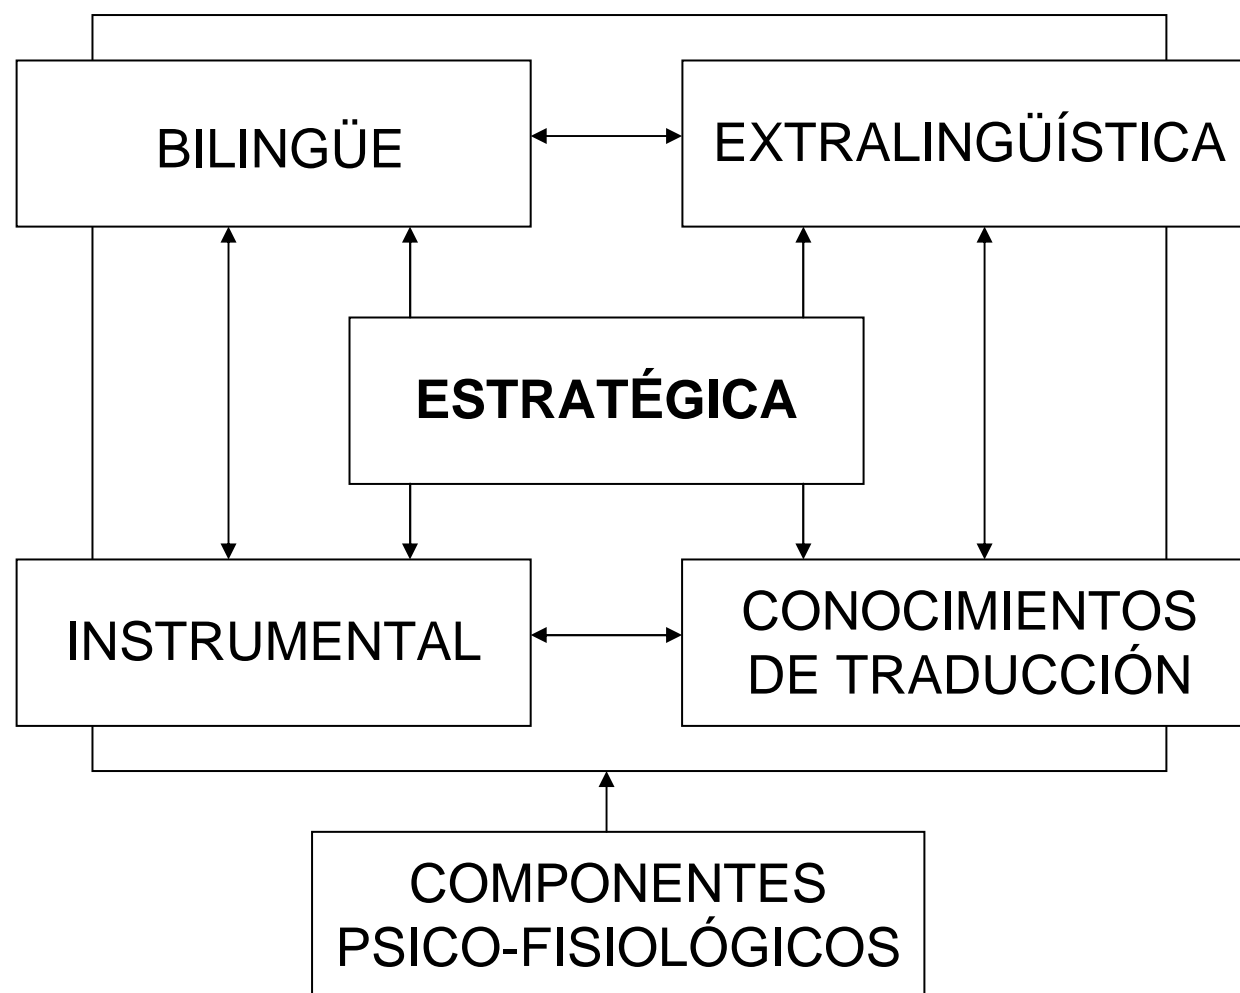 BILINGÜE
EXTRALINGÜÍSTICA
ESTRATÉGICA
INSTRUMENTAL
CONOCIMIENTOS
DE TRADUCCIÓN
COMPONENTES
PSICO-FISIOLÓGICOS